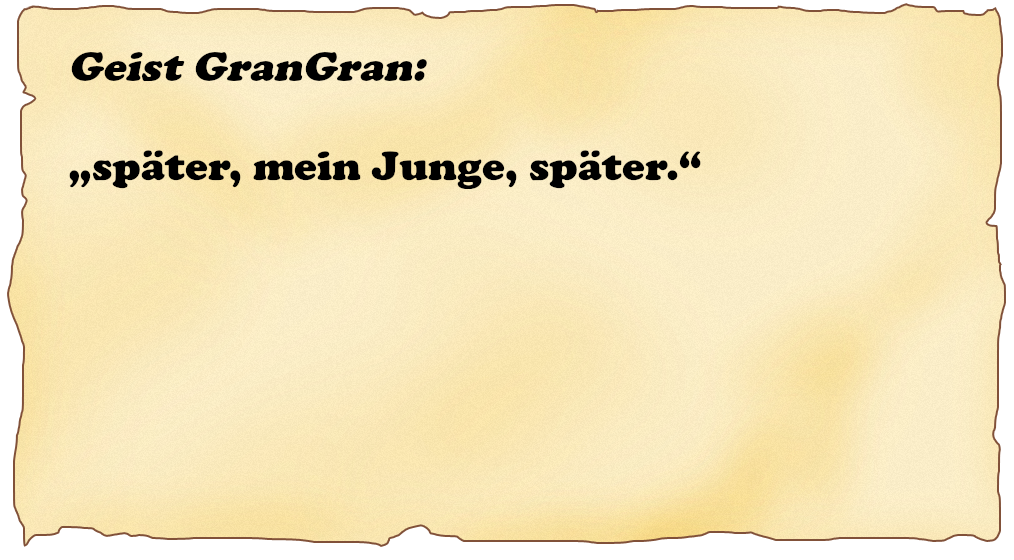 Geist GranGran:
„später, mein Junge, später.“